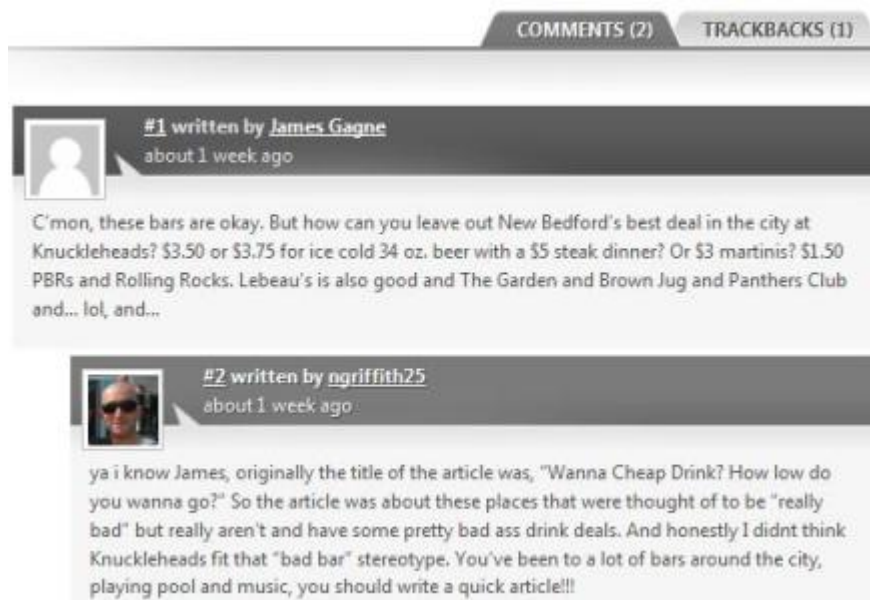 COMMENTS (2) TRACKBACKS (1)
#1 written by James Gagne
about 1 week ago
C'mon, these bars are okay. But how can you leave out New Bedford's best deal in the city at
Knuckleheads? $3.50 or $3.75 for ice cold 34 oz. beer with a $5 steak dinner? Or $3 martinis? $1.50
PBRs and Rolling Rocks. Lebeau's is also good and The Garden and Brown Jug and Panthers Club
and... lol, and...
#2 written by ngriffith25
about 1 week ago
ya i know James, originally the title of the article was, "Wanna Cheap Drink? How low do
you wanna go?" So the article was about these places that were thought of to be "really
bad" but really aren't and have some pretty bad ass drink deals. And honestly I didnt think
Knuckleheads fit that "bad bar" stereotype. You've been to a lot of bars around the city,
playing pool and music, you should write a quick article!!!